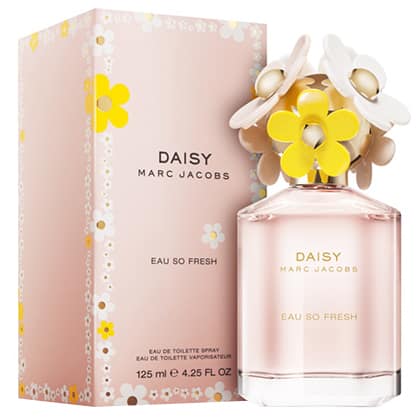 DAISY
MARC JACOBS
EAU SO FRESH
EAU DE TOILETTE SPRAY
EAU DE TOILETTE VAPORISATEUR
125 ml ℮ 4.25 FL OZ
DAISY
MARC JACOBS
EAU SO FRESH